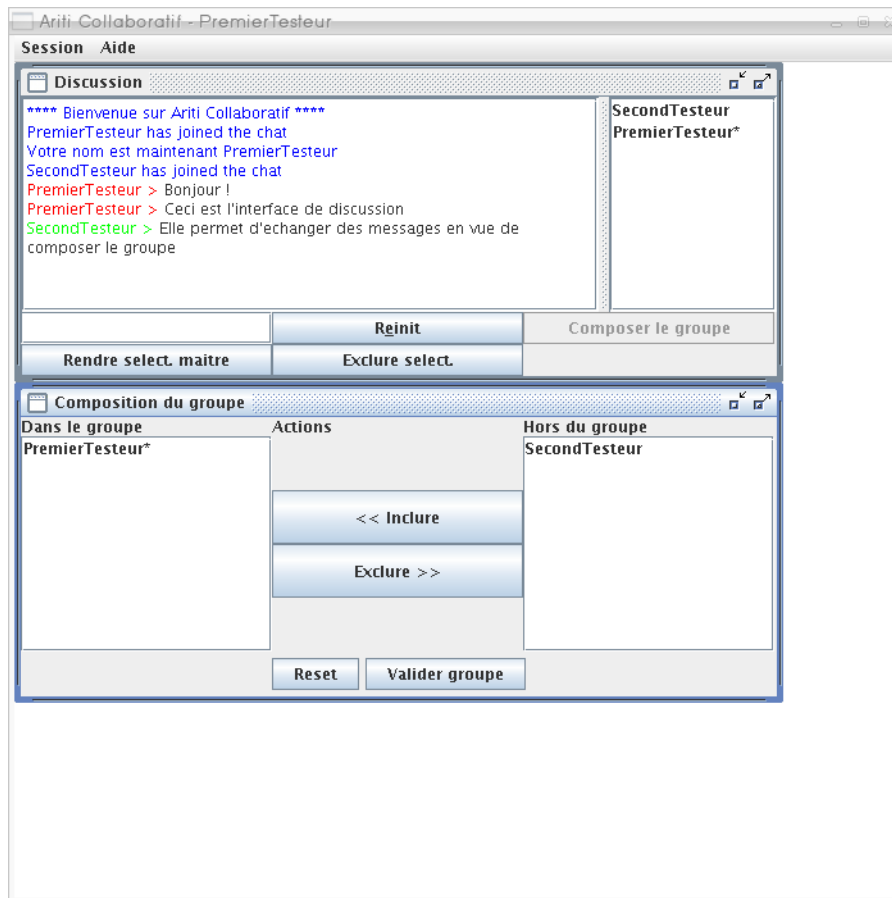 Ariti Collaboratif - PremierTesteur
Session Aide
Discussion
**** Bienvenue sur Ariti Collaboratif ****
PremierTesteur has joined the chat
Votre nom est maintenant PremierTesteur
SecondTesteur has joined the chat
PremierTesteur > Bonjour !
PremierTesteur > Ceci est l'interface de discussion
SecondTesteur > Elle permet d'echanger des messages en vue de
composer le groupe
SecondTesteur
PremierTesteur*
Reinit
Composer le groupe
Rendre select. maitre
Exclure select.
Composition du groupe
Dans le groupe
Actions
Hors du groupe
PremierTesteur*
SecondTesteur
<< Inclure
Exclure >>
Reset
Valider groupe